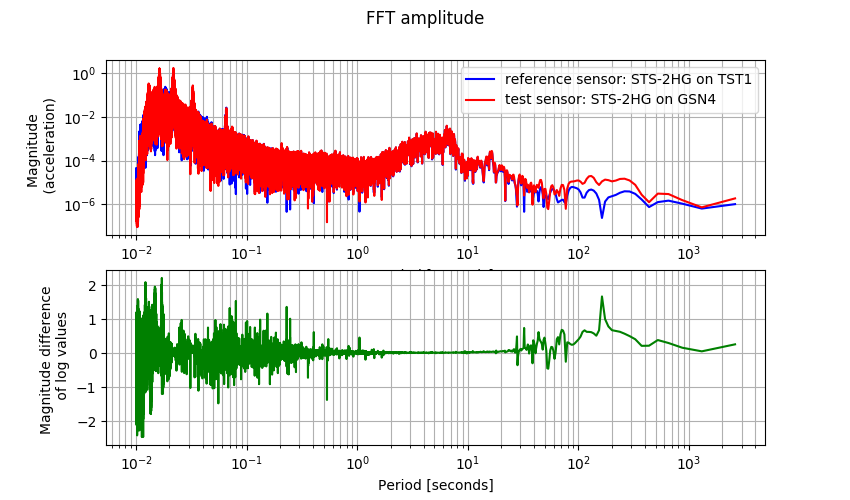 FFT amplitude
Magnitude
(acceleration)
10⁰
10⁻²
10⁻⁴
10⁻⁶
reference sensor: STS-2HG on TST1
test sensor: STS-2HG on GSN4
10⁻² 10⁻¹ 10⁰ 10¹ 10² 10³
Magnitude difference
of log values
2
1
0
−1
−2
10⁻² 10⁻¹ 10⁰ 10¹ 10² 10³
Period [seconds]